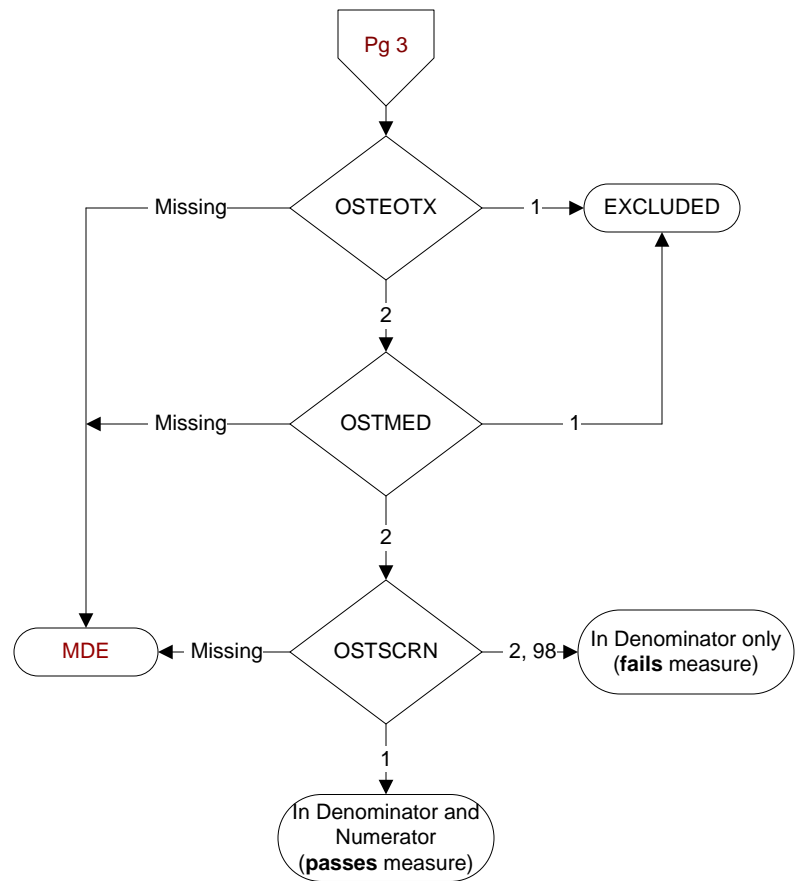 Pg 3
Missing
OSTEOTX
1
EXCLUDED
2
Missing
OSTMED
1
2
MDE
Missing
OSTSCRN
2, 98
In Denominator only
(fails measure)
1
In Denominator and
Numerator
(passes measure)